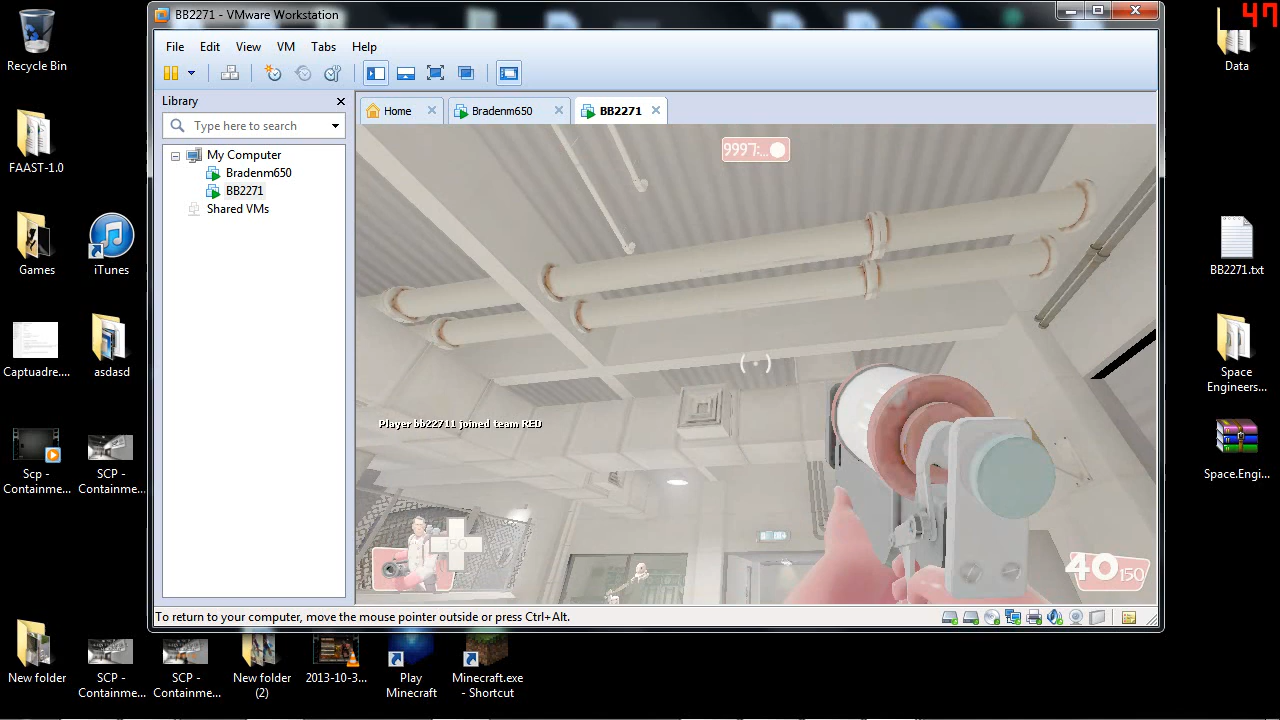 BB2271 - VMware Workstation
47
File Edit View VM Tabs Help
Library
Type here to search
My Computer
Bradenm650
BB2271
Shared VMs
Home
Bradenm650
BB2271
9997:...
Player bb22711 joined team RED
150
40 150
To return to your computer, move the mouse pointer outside or press Ctrl+Alt.
Recycle Bin
FAAST-1.0
Games
iTunes
Captuadre....
asdasd
Scp -
Containme...
SCP -
Containme...
New folder
SCP -
Containme...
SCP -
Containme...
New folder
(2)
2013-10-3...
Play
Minecraft
Minecraft.exe
- Shortcut
Data
BB2271.txt
Space
Engineers...
Space.Engi...